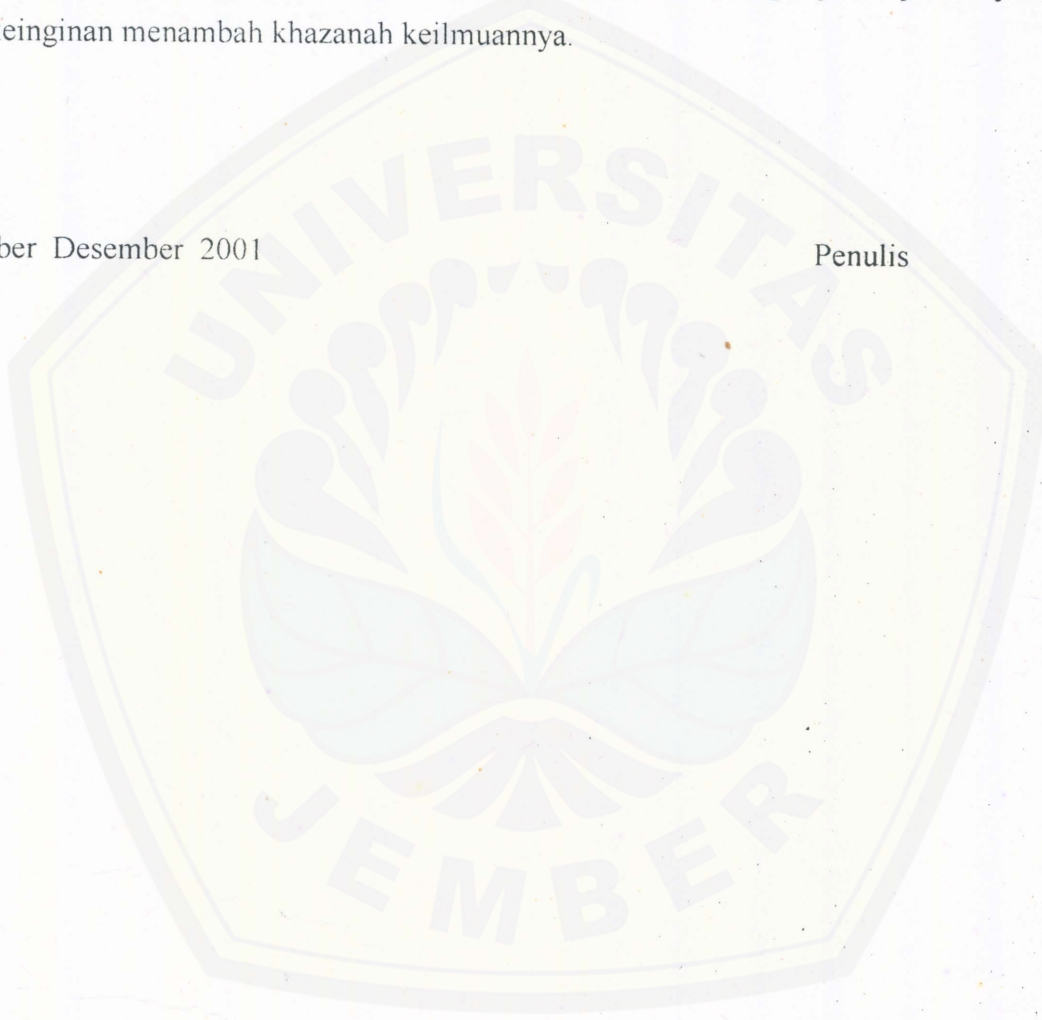 einginan menambah khazanah keilmuannya.
UNIVERSITAS
ber Desember 2001 Penulis
JEMBER